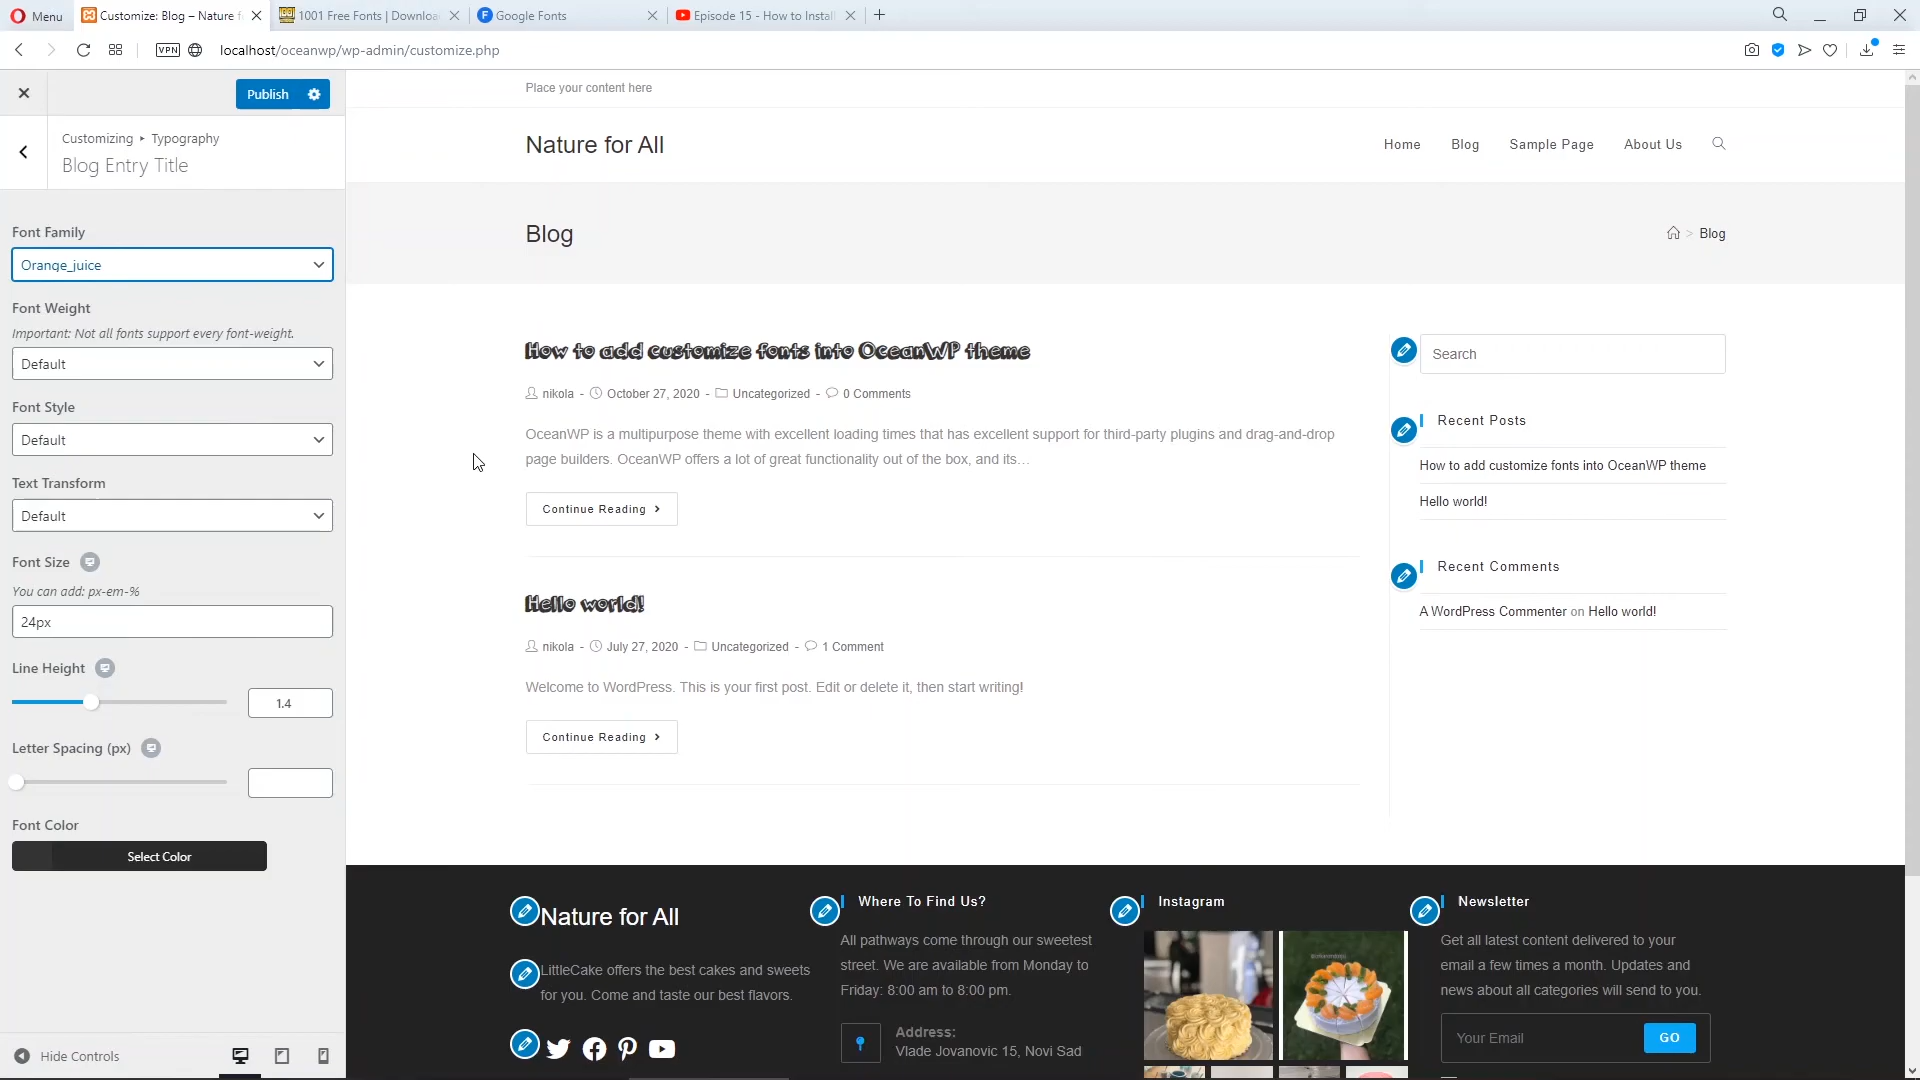 Menu
Customize: Blog – Nature f
1001 Free Fonts | Downloa
Google Fonts
Episode 15 - How to Instal
VPN
localhost/oceanwp/wp-admin/customize.php
Publish
Customizing ▸ Typography
Blog Entry Title
Font Family
Orange_juice
Font Weight
Important: Not all fonts support every font-weight.
Default
Font Style
Default
Text Transform
Default
Font Size
You can add: px-em-%
24px
Line Height
1.4
Letter Spacing (px)
Font Color
Select Color
Hide Controls
Place your content here
Nature for All
Home Blog Sample Page About Us
Blog
> Blog
How to add customize fonts into OceanWP theme
nikola - October 27, 2020 - Uncategorized - 0 Comments
OceanWP is a multipurpose theme with excellent loading times that has excellent support for third-party plugins and drag-and-drop
page builders. OceanWP offers a lot of great functionality out of the box, and its…
Continue Reading >
Hello world!
nikola - July 27, 2020 - Uncategorized - 1 Comment
Welcome to WordPress. This is your first post. Edit or delete it, then start writing!
Continue Reading >
Search
Recent Posts
How to add customize fonts into OceanWP theme
Hello world!
Recent Comments
A WordPress Commenter on Hello world!
Nature for All
LittleCake offers the best cakes and sweets
for you. Come and taste our best flavors.
Where To Find Us?
All pathways come through our sweetest
street. We are available from Monday to
Friday: 8:00 am to 8:00 pm.
Address:
Vlade Jovanovic 15, Novi Sad
Instagram
Newsletter
Get all latest content delivered to your
email a few times a month. Updates and
news about all categories will send to you.
Your Email
GO